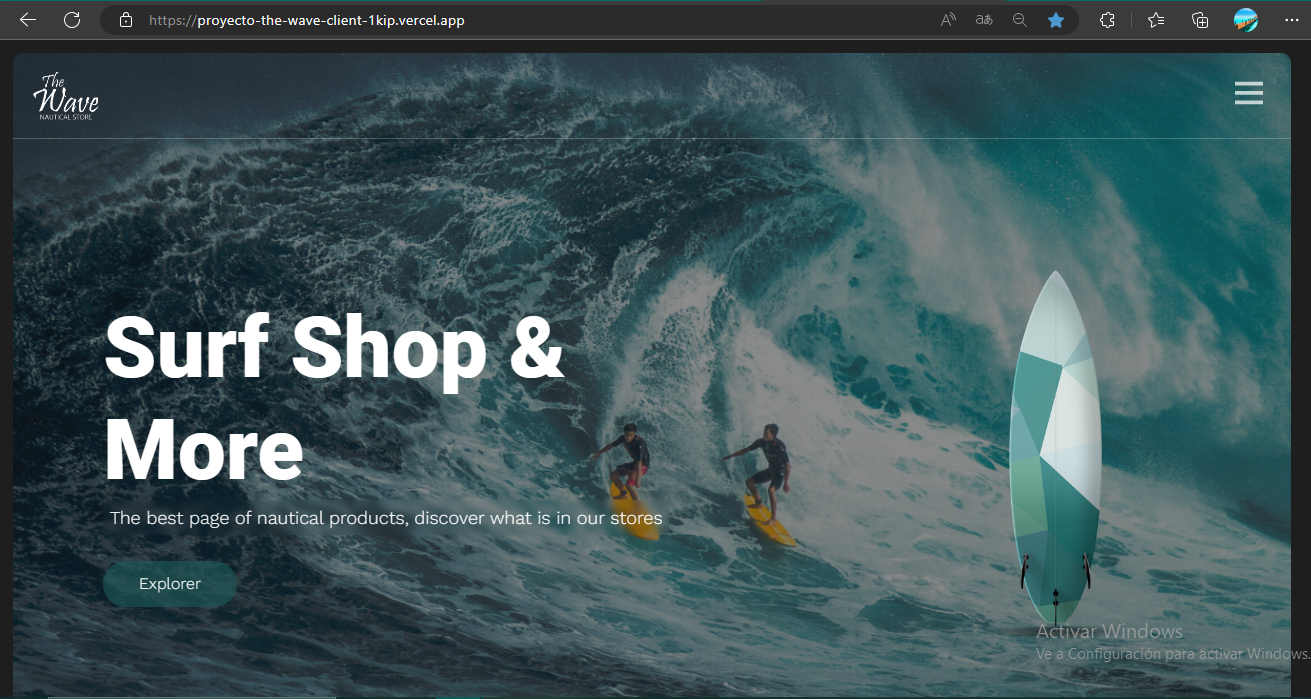 https://proyecto-the-wave-client-1kip.vercel.app
The
Wave
NAUTICAL STORE
Surf Shop &
More
The best page of nautical products, discover what is in our stores
Explorer
Activar Windows
Ve a Configuración para activar Windows.